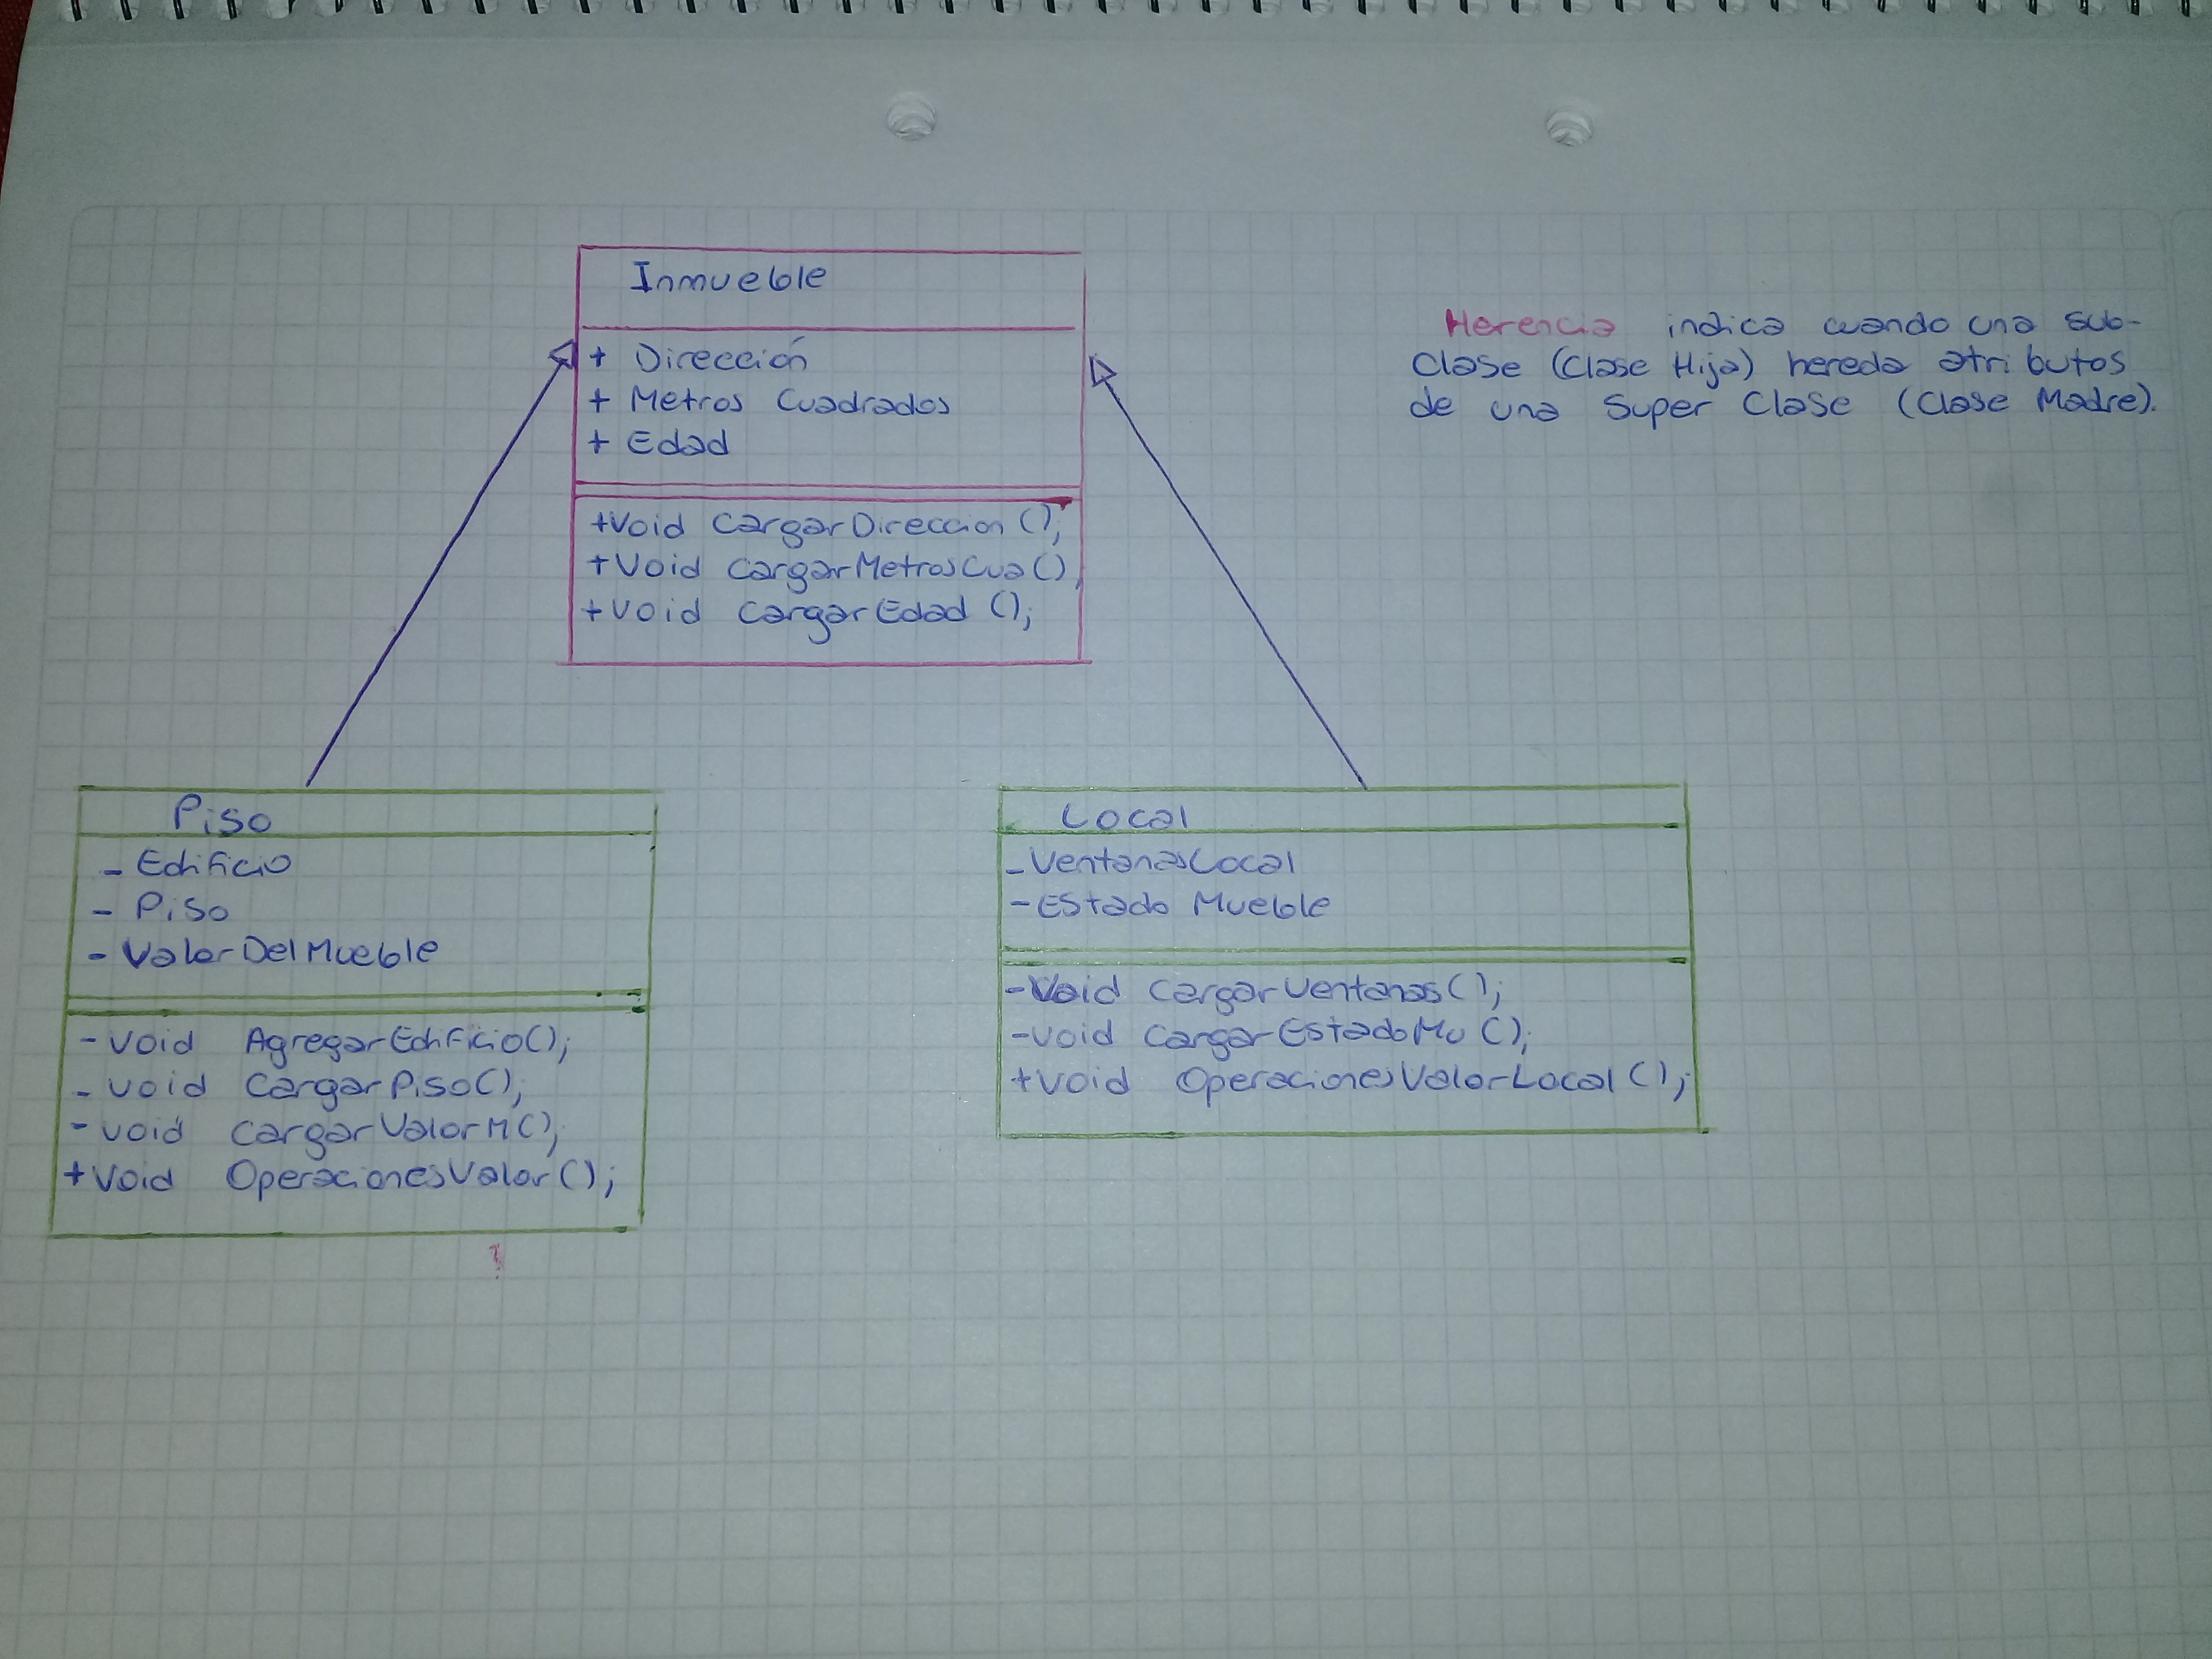 Inmueble
+ Dirección
+ Metros Cuadrados
+ Edad
+Void CargarDireccion();
+Void CargarMetrosCua();
+Void CargarEdad();
Herencia indica cuando una sub-
Clase (Clase Hija) hereda atributos
de una Super Clase (Clase Madre).
Piso
- Edificio
- Piso
- ValorDelMueble
- Void AgregarEdificio();
- Void CargarPiso();
- Void CargarValorM();
+Void OperacionesValor();
Local
-VentanasLocal
-Estado Mueble
-Void CargarVentanas();
-Void CargarEstadoMu();
+Void OperacionesValorLocal();